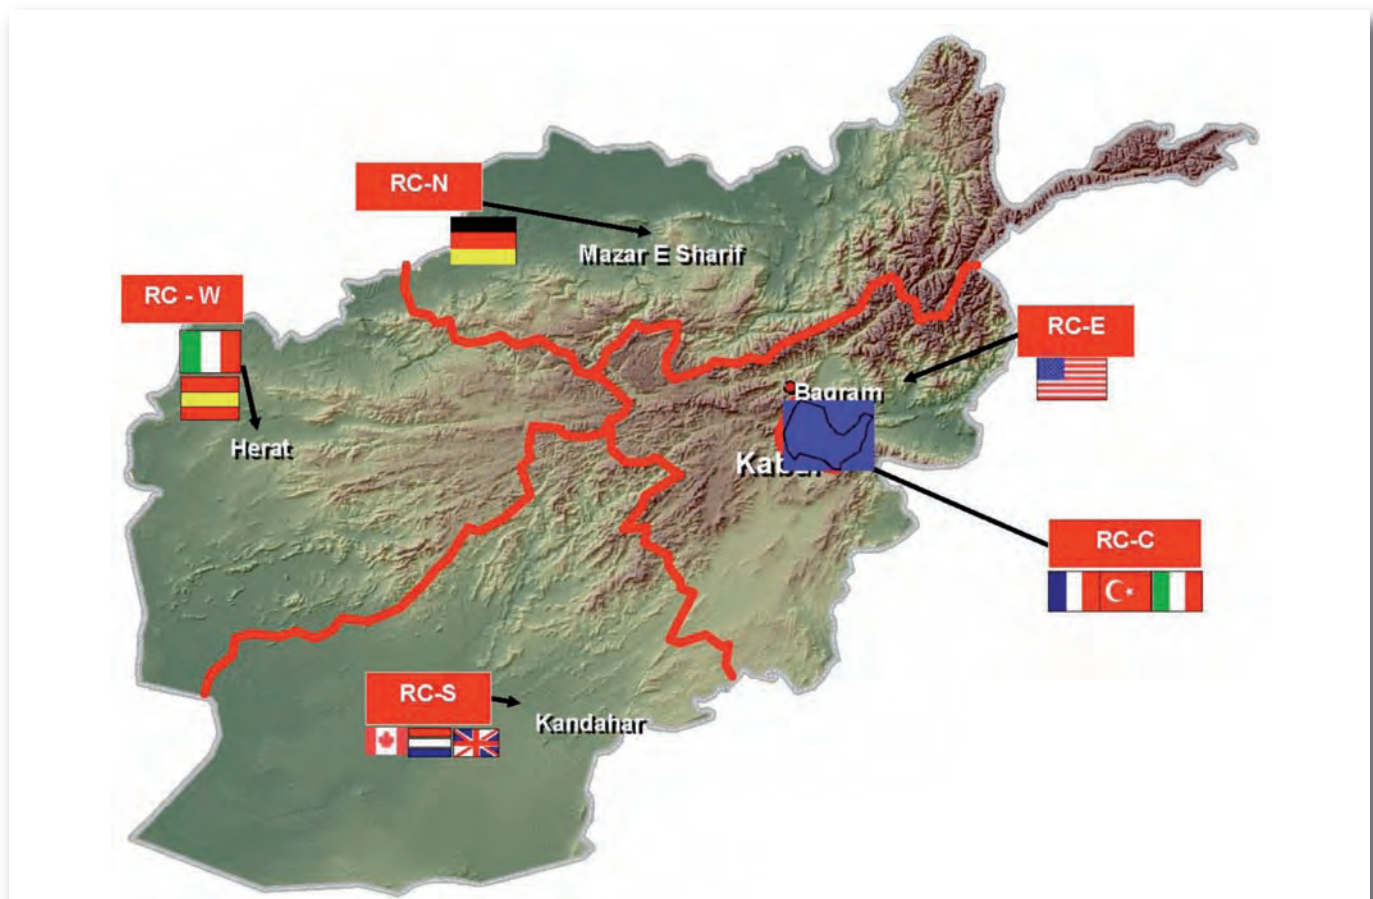 RC-N
Mazar E Sharif
RC - W
RC-E
Bagram
Herat
RC-C
RC-S
Kandahar